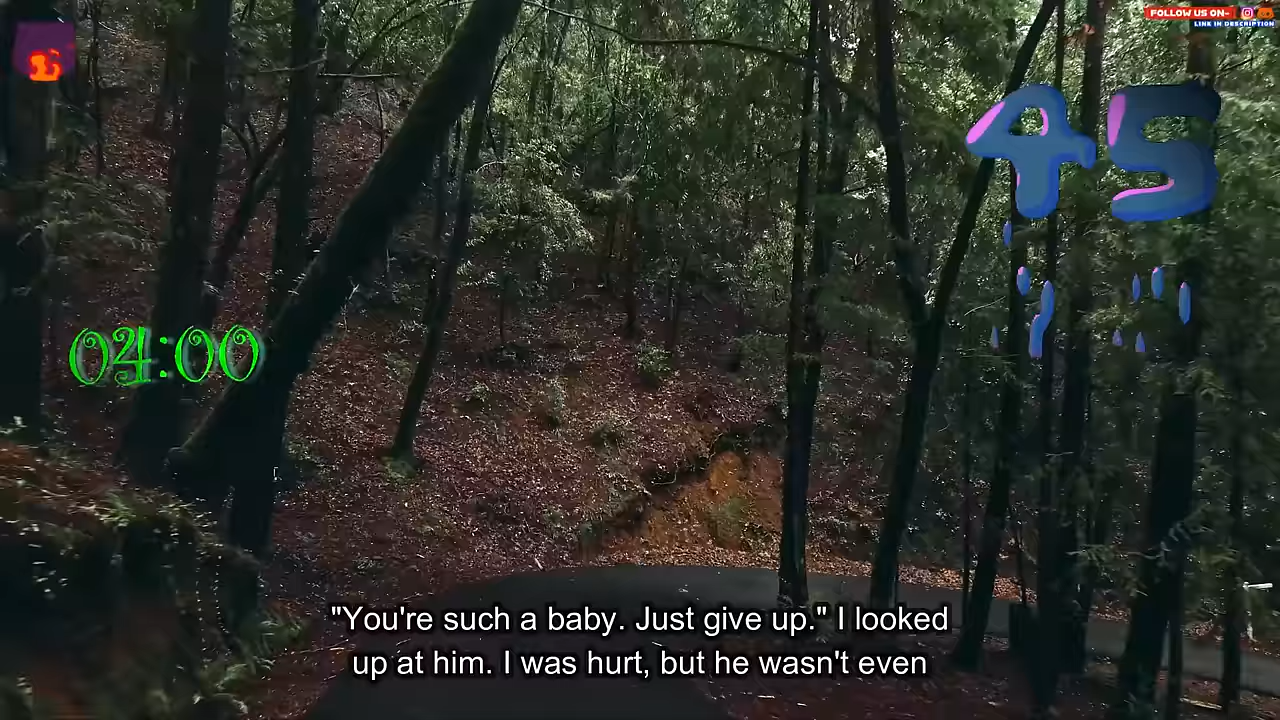 FOLLOW US ON-
LINK IN DESCRIPTION
45
04:00
"You're such a baby. Just give up." I looked
up at him. I was hurt, but he wasn't even